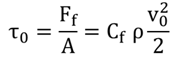 τ₀ = F_f / A = C_f ρ v₀² / 2